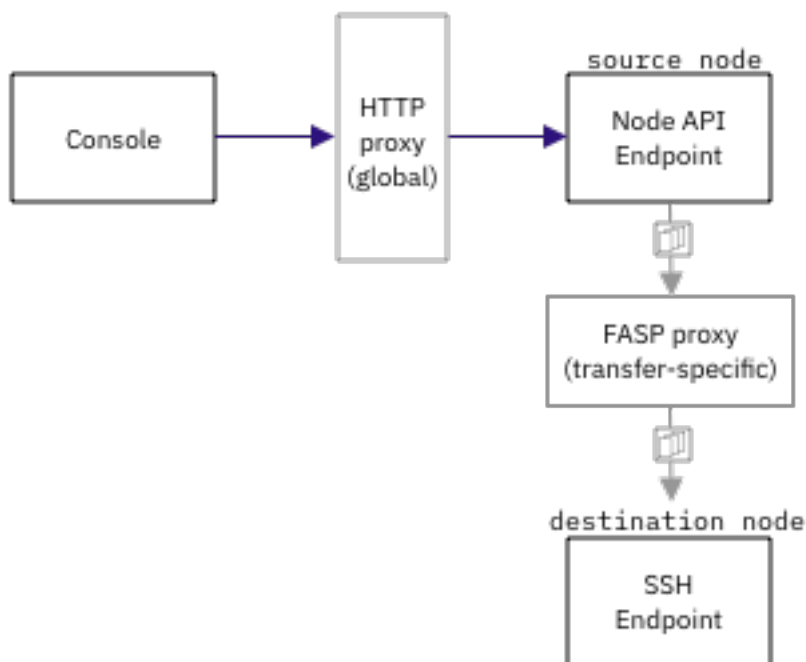 source node
Console
HTTP
proxy
(global)
Node API
Endpoint
FASP proxy
(transfer-specific)
destination node
SSH
Endpoint